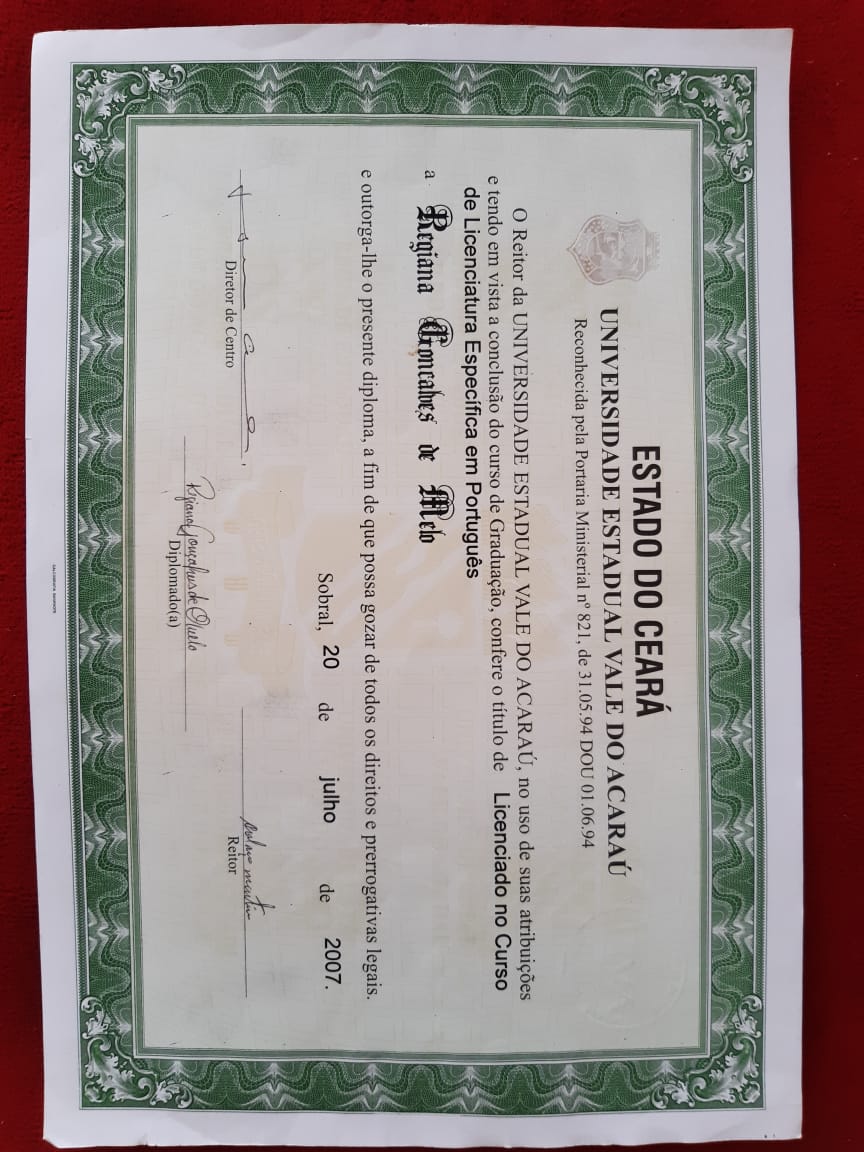 ESTADO DO CEARÁ
UNIVERSIDADE ESTADUAL VALE DO ACARAÚ
Reconhecida pela Portaria Ministerial nº 821, de 31.05.94 DOU 01.06.94
O Reitor da UNIVERSIDADE ESTADUAL VALE DO ACARAÚ, no uso de suas atribuições
e tendo em vista a conclusão do curso de Graduação, confere o título de Licenciado no Curso
de Licenciatura Específica em Português
a Regiana Gonçalves de Melo
e outorga-lhe o presente diploma, a fim de que possa gozar de todos os direitos e prerrogativas legais.
Sobral, 20 de julho de 2007.
Diretor de Centro
Reitor
Regiana Gonçalves de Melo
Diplomado(a)